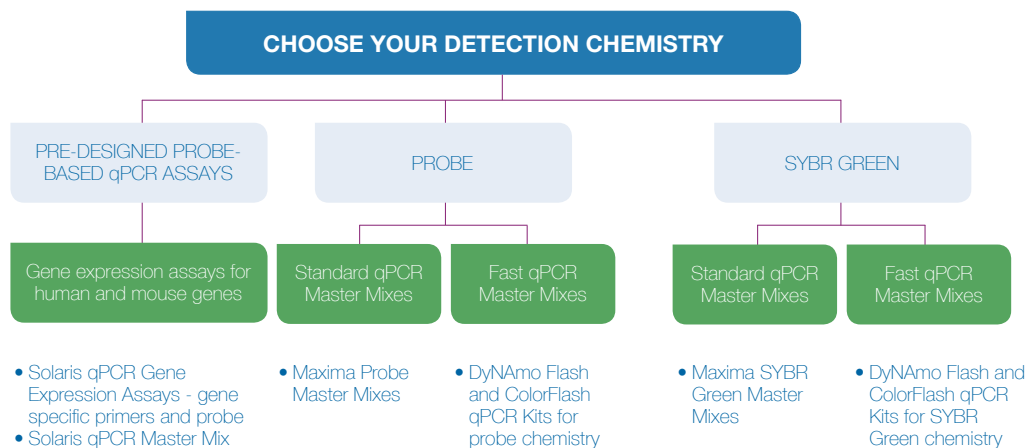 CHOOSE YOUR DETECTION CHEMISTRY
PRE-DESIGNED PROBE-
BASED qPCR ASSAYS
PROBE
SYBR GREEN
Gene expression assays for
human and mouse genes
Standard qPCR
Master Mixes
Fast qPCR
Master Mixes
Standard qPCR
Master Mixes
Fast qPCR
Master Mixes
• Solaris qPCR Gene
Expression Assays - gene
specific primers and probe
• Solaris qPCR Master Mix
• Maxima Probe
Master Mixes
• DyNAmo Flash
and ColorFlash
qPCR Kits for
probe chemistry
• Maxima SYBR
Green Master
Mixes
• DyNAmo Flash and
ColorFlash qPCR
Kits for SYBR
Green chemistry